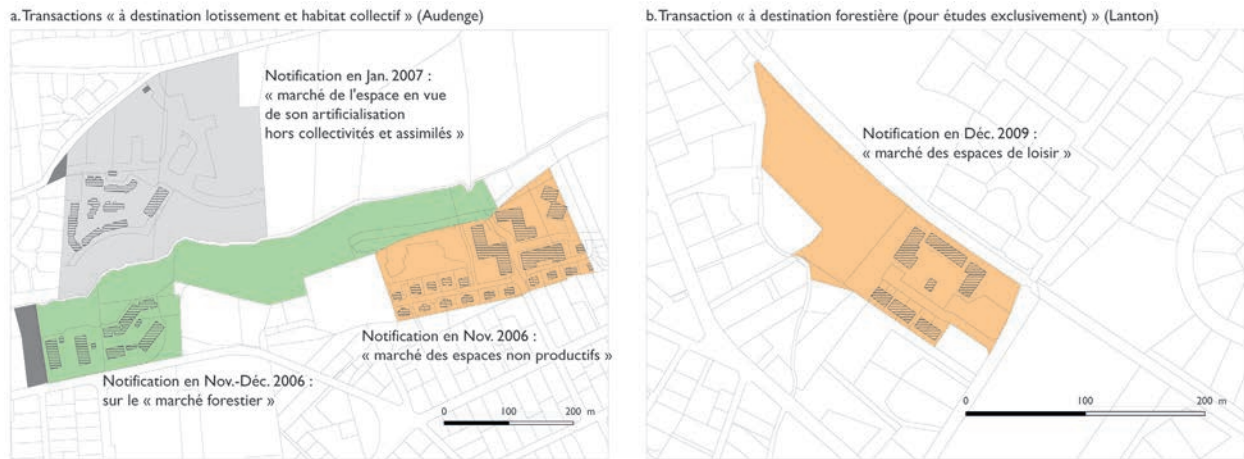 a. Transactions « à destination lotissement et habitat collectif » (Audenge)
Notification en Jan. 2007 :
« marché de l'espace en vue
de son artificialisation
hors collectivités et assimilés »
Notification en Nov. 2006 :
« marché des espaces non productifs »
Notification en Nov.-Déc. 2006 :
sur le « marché forestier »
0 100 200 m
b. Transaction « à destination forestière (pour études exclusivement) » (Lanton)
Notification en Déc. 2009 :
« marché des espaces de loisir »
0 100 200 m